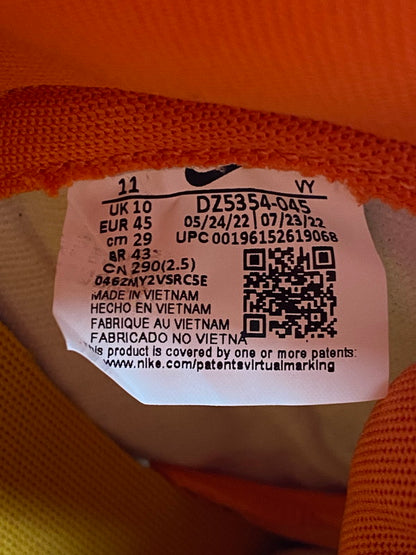 11 VY
UK 10 DZ5354-045
EUR 45 05/24/22 07/23/22
cm 29 UPC 00196152619068
BR 43
CN 290(2.5)
0462MY2VSRC5E
MADE IN VIETNAM
HECHO EN VIETNAM
FABRIQUE AU VIETNAM
FABRICADO NO VIETNA
his product is covered by one or more patents:
www.nike.com/patentsvirtualmarking